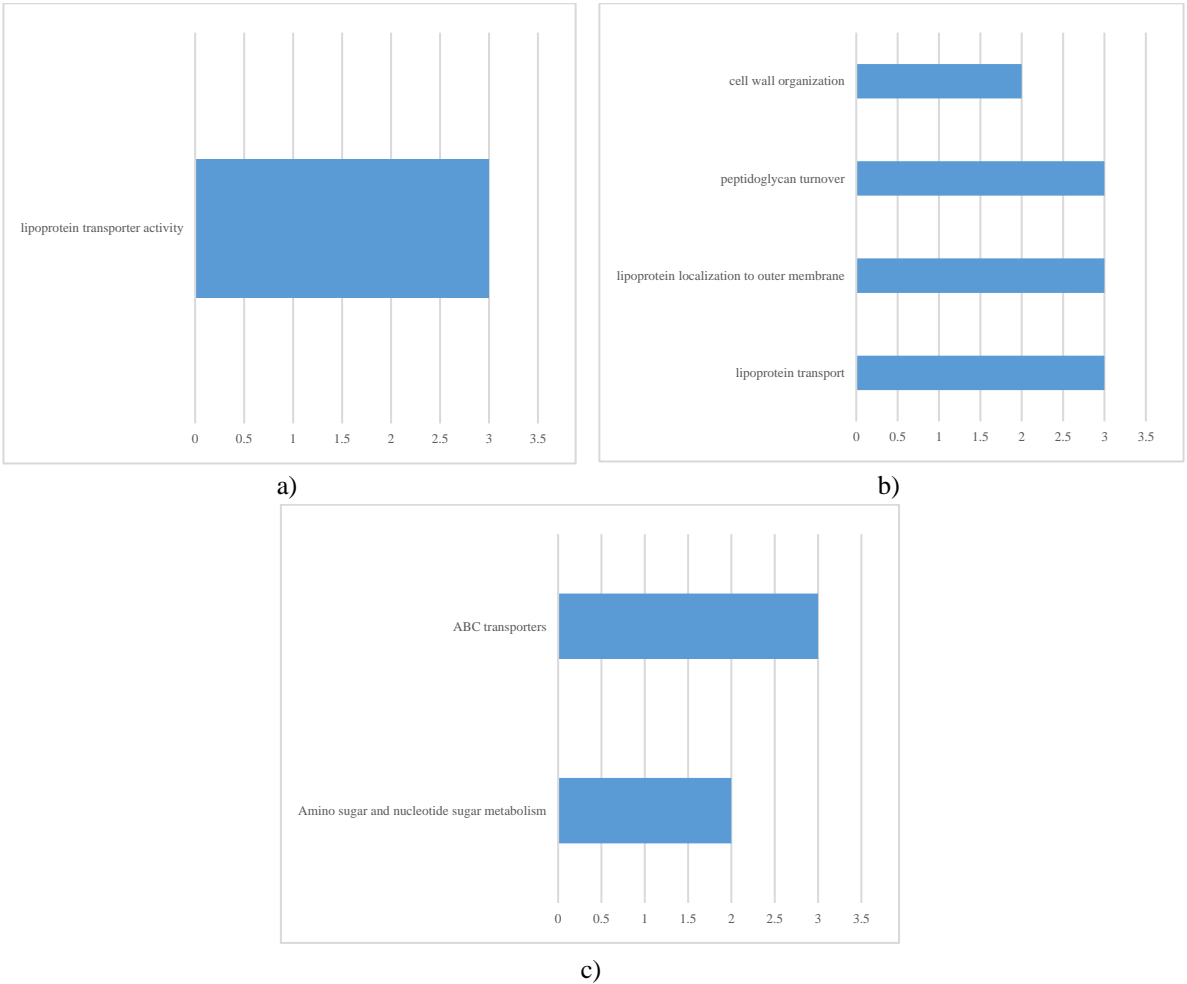 lipoprotein transporter activity
0 0.5 1 1.5 2 2.5 3 3.5
a)
cell wall organization
peptidoglycan turnover
lipoprotein localization to outer membrane
lipoprotein transport
0 0.5 1 1.5 2 2.5 3 3.5
b)
ABC transporters
Amino sugar and nucleotide sugar metabolism
0 0.5 1 1.5 2 2.5 3 3.5
c)